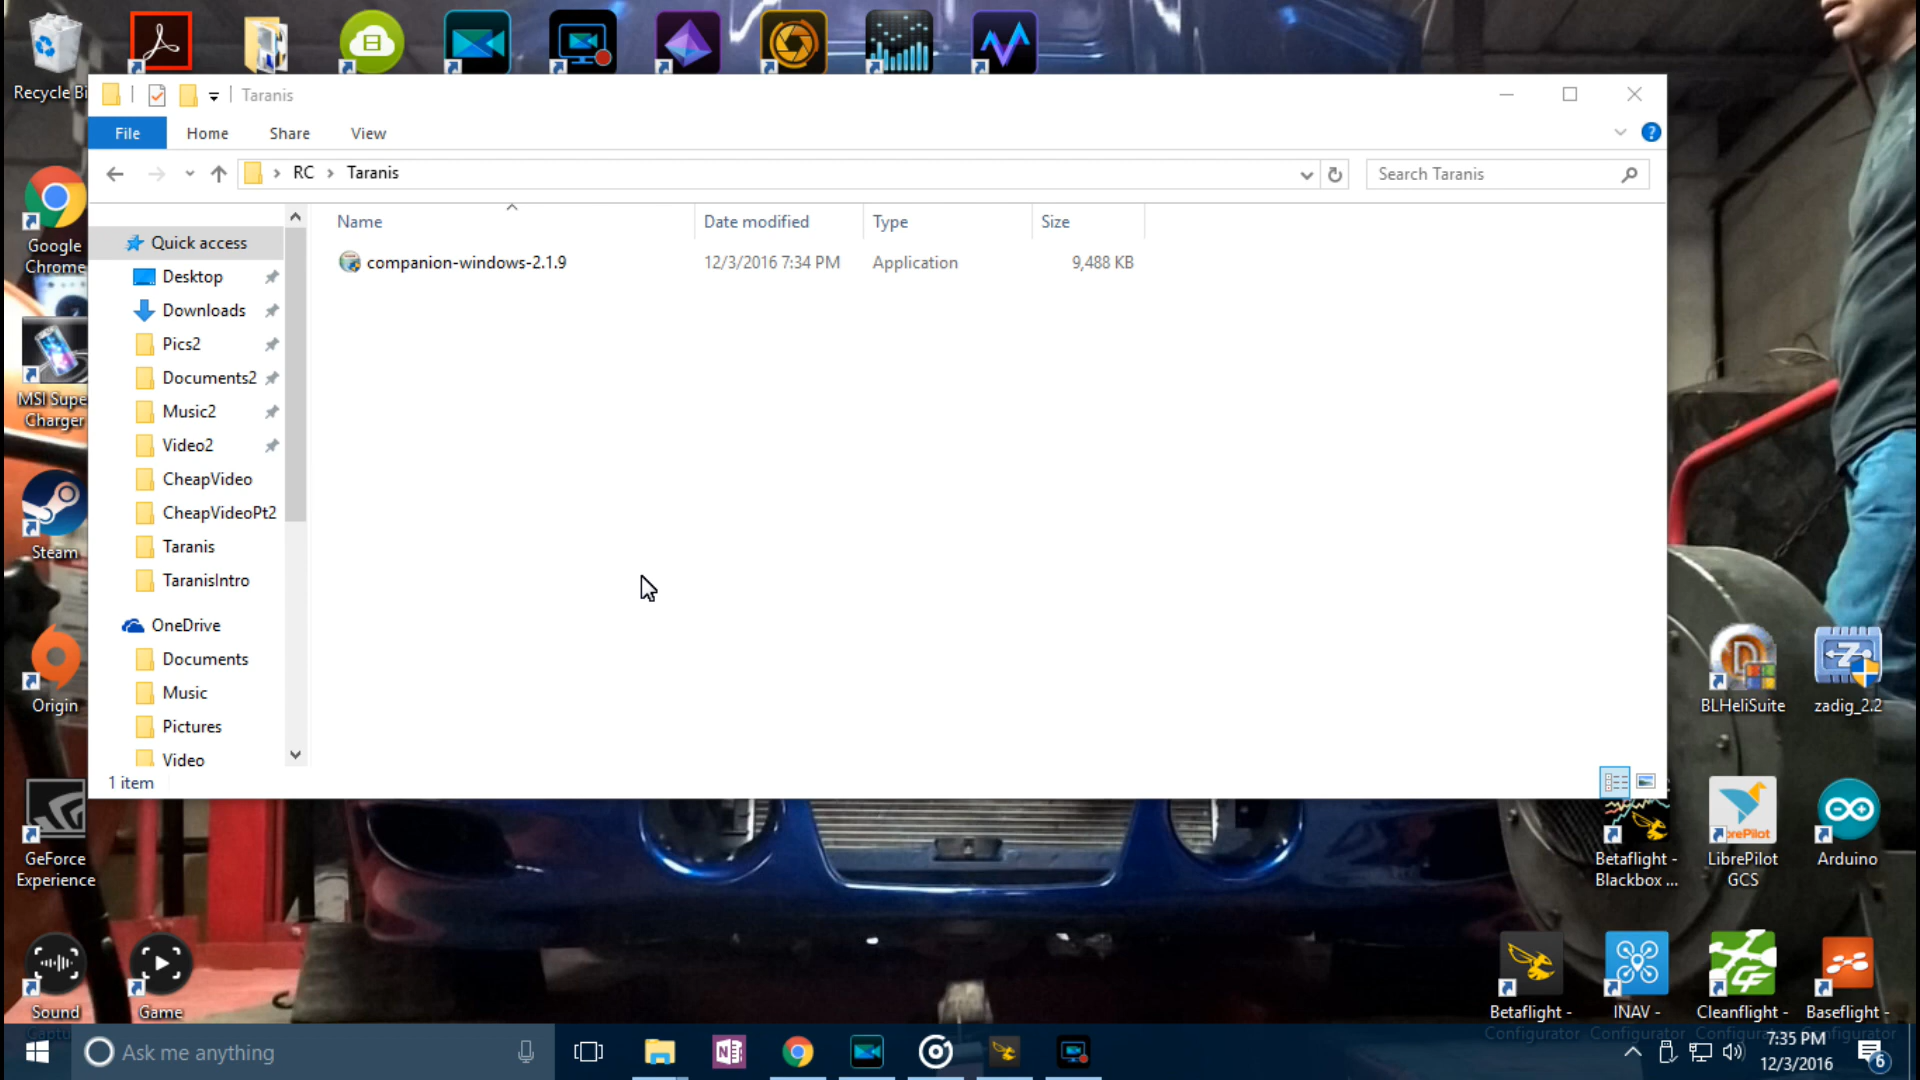 Recycle Bi
Taranis
File
Home
Share
View
RC
Taranis
Search Taranis
Name
Date modified
Type
Size
companion-windows-2.1.9
12/3/2016 7:34 PM
Application
9,488 KB
Quick access
Desktop
Downloads
Pics2
Documents2
Music2
Video2
CheapVideo
CheapVideoPt2
Taranis
TaranisIntro
OneDrive
Documents
Music
Pictures
Video
1 item
Google
Chrome
MSI Supe
Charger
Steam
Origin
GeForce
Experience
Sound
Game
BLHeliSuite
zadig_2.2
Betaflight -
Blackbox ...
LibrePilot
GCS
Arduino
Betaflight -
Configurator
INAV -
Configurator
Cleanflight -
Baseflight -
Ask me anything
7:35 PM
12/3/2016
6